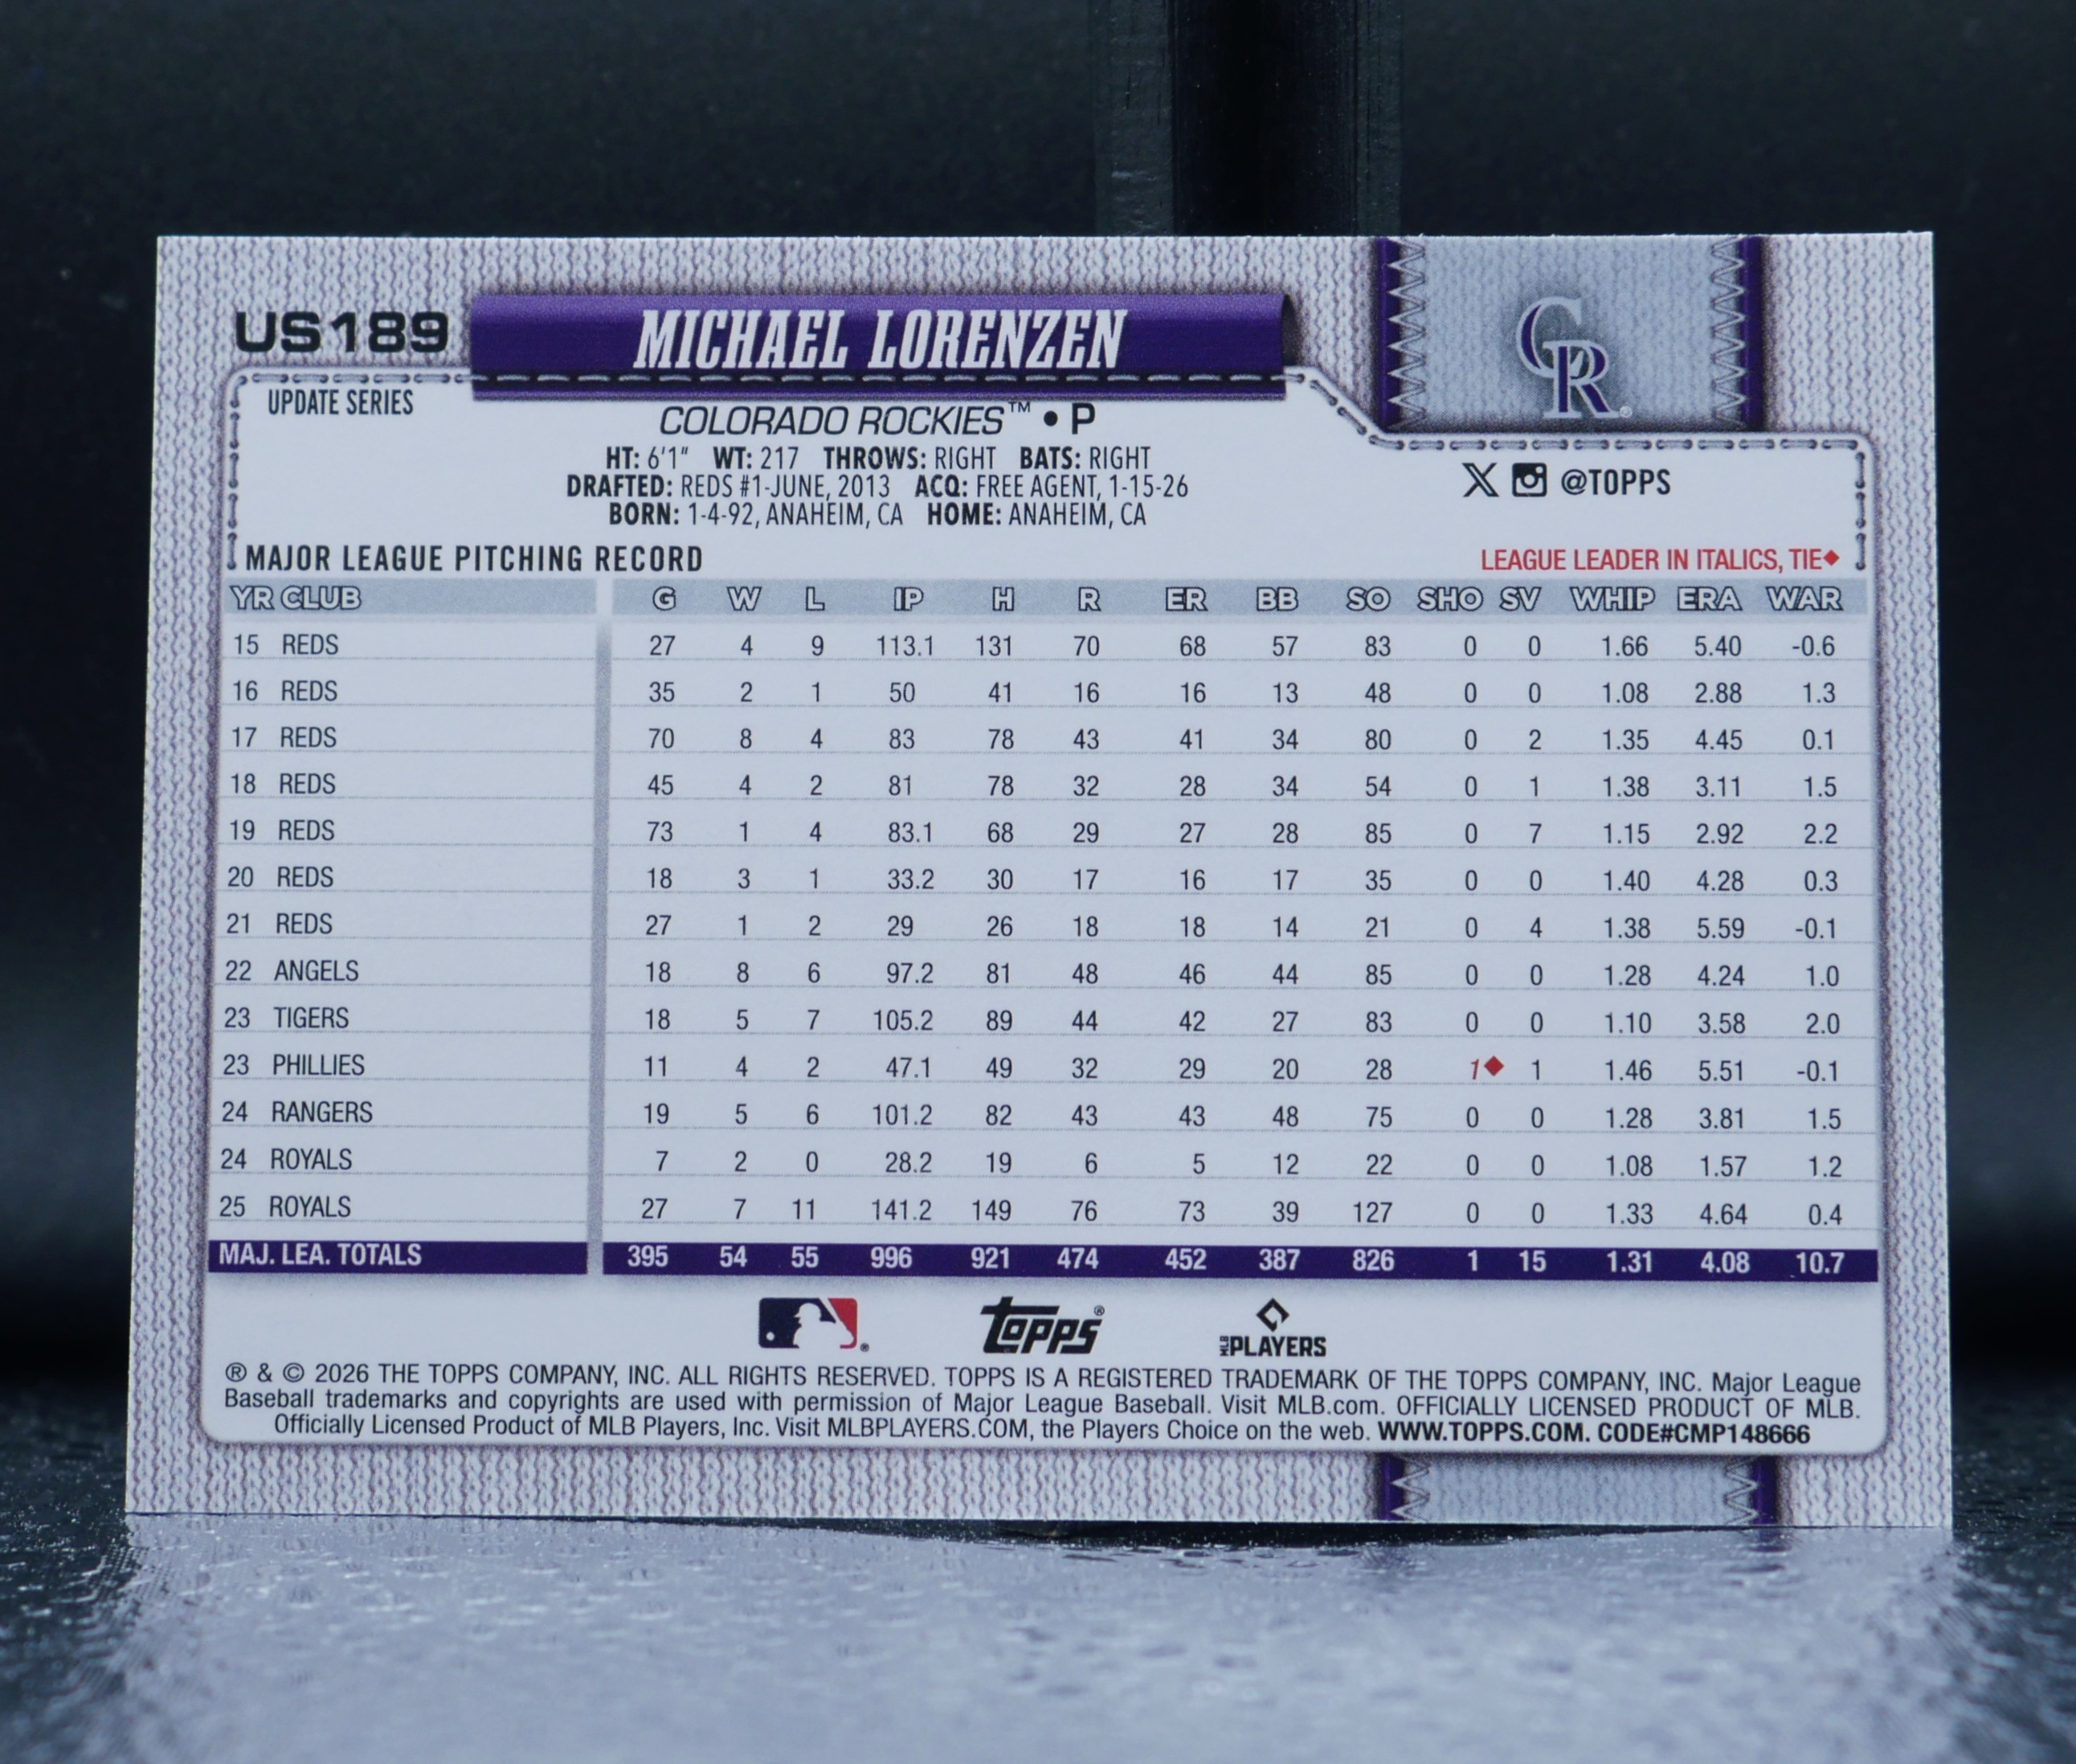 US189 MICHAEL LORENZEN
CR®
UPDATE SERIES
COLORADO ROCKIES™ • P
HT: 6'1" WT: 217 THROWS: RIGHT BATS: RIGHT
DRAFTED: REDS #1-JUNE, 2013 ACQ: FREE AGENT, 1-15-26
BORN: 1-4-92, ANAHEIM, CA HOME: ANAHEIM, CA
X @TOPPS
MAJOR LEAGUE PITCHING RECORD LEAGUE LEADER IN ITALICS, TIE◆
YR CLUB G W L IP H R ER BB SO SHO SV WHIP ERA WAR
15 REDS 27 4 9 113.1 131 70 68 57 83 0 0 1.66 5.40 -0.6
16 REDS 35 2 1 50 41 16 16 13 48 0 0 1.08 2.88 1.3
17 REDS 70 8 4 83 78 43 41 34 80 0 2 1.35 4.45 0.1
18 REDS 45 4 2 81 78 32 28 34 54 0 1 1.38 3.11 1.5
19 REDS 73 1 4 83.1 68 29 27 28 85 0 7 1.15 2.92 2.2
20 REDS 18 3 1 33.2 30 17 16 17 35 0 0 1.40 4.28 0.3
21 REDS 27 1 2 29 26 18 18 14 21 0 4 1.38 5.59 -0.1
22 ANGELS 18 8 6 97.2 81 48 46 44 85 0 0 1.28 4.24 1.0
23 TIGERS 18 5 7 105.2 89 44 42 27 83 0 0 1.10 3.58 2.0
23 PHILLIES 11 4 2 47.1 49 32 29 20 28 1◆ 1 1.46 5.51 -0.1
24 RANGERS 19 5 6 101.2 82 43 43 48 75 0 0 1.28 3.81 1.5
24 ROYALS 7 2 0 28.2 19 6 5 12 22 0 0 1.08 1.57 1.2
25 ROYALS 27 7 11 141.2 149 76 73 39 127 0 0 1.33 4.64 0.4
MAJ. LEA. TOTALS 395 54 55 996 921 474 452 387 826 1 15 1.31 4.08 10.7
topps® MLB PLAYERS
® & © 2026 THE TOPPS COMPANY, INC. ALL RIGHTS RESERVED. TOPPS IS A REGISTERED TRADEMARK OF THE TOPPS COMPANY, INC. Major League
Baseball trademarks and copyrights are used with permission of Major League Baseball. Visit MLB.com. OFFICIALLY LICENSED PRODUCT OF MLB.
Officially Licensed Product of MLB Players, Inc. Visit MLBPLAYERS.COM, the Players Choice on the web. WWW.TOPPS.COM. CODE#CMP148666